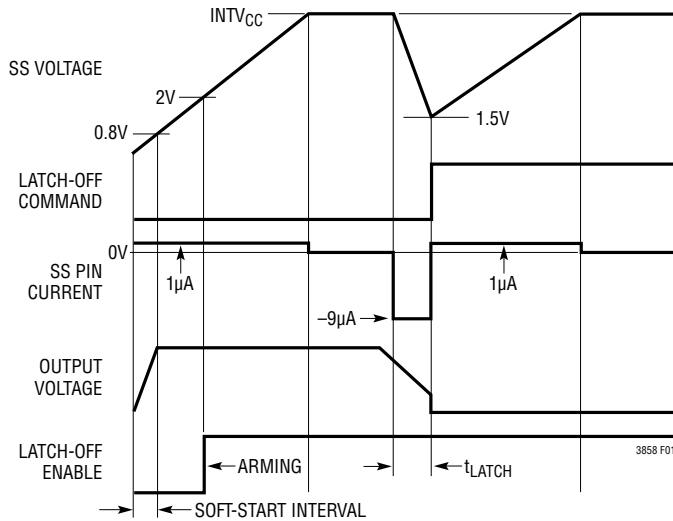 INTVCC
SS VOLTAGE
2V
0.8V
1.5V
LATCH-OFF
COMMAND
0V
SS PIN
CURRENT
1µA
1µA
–9µA
OUTPUT
VOLTAGE
LATCH-OFF
ENABLE
ARMING
tLATCH
3858 F01
SOFT-START INTERVAL